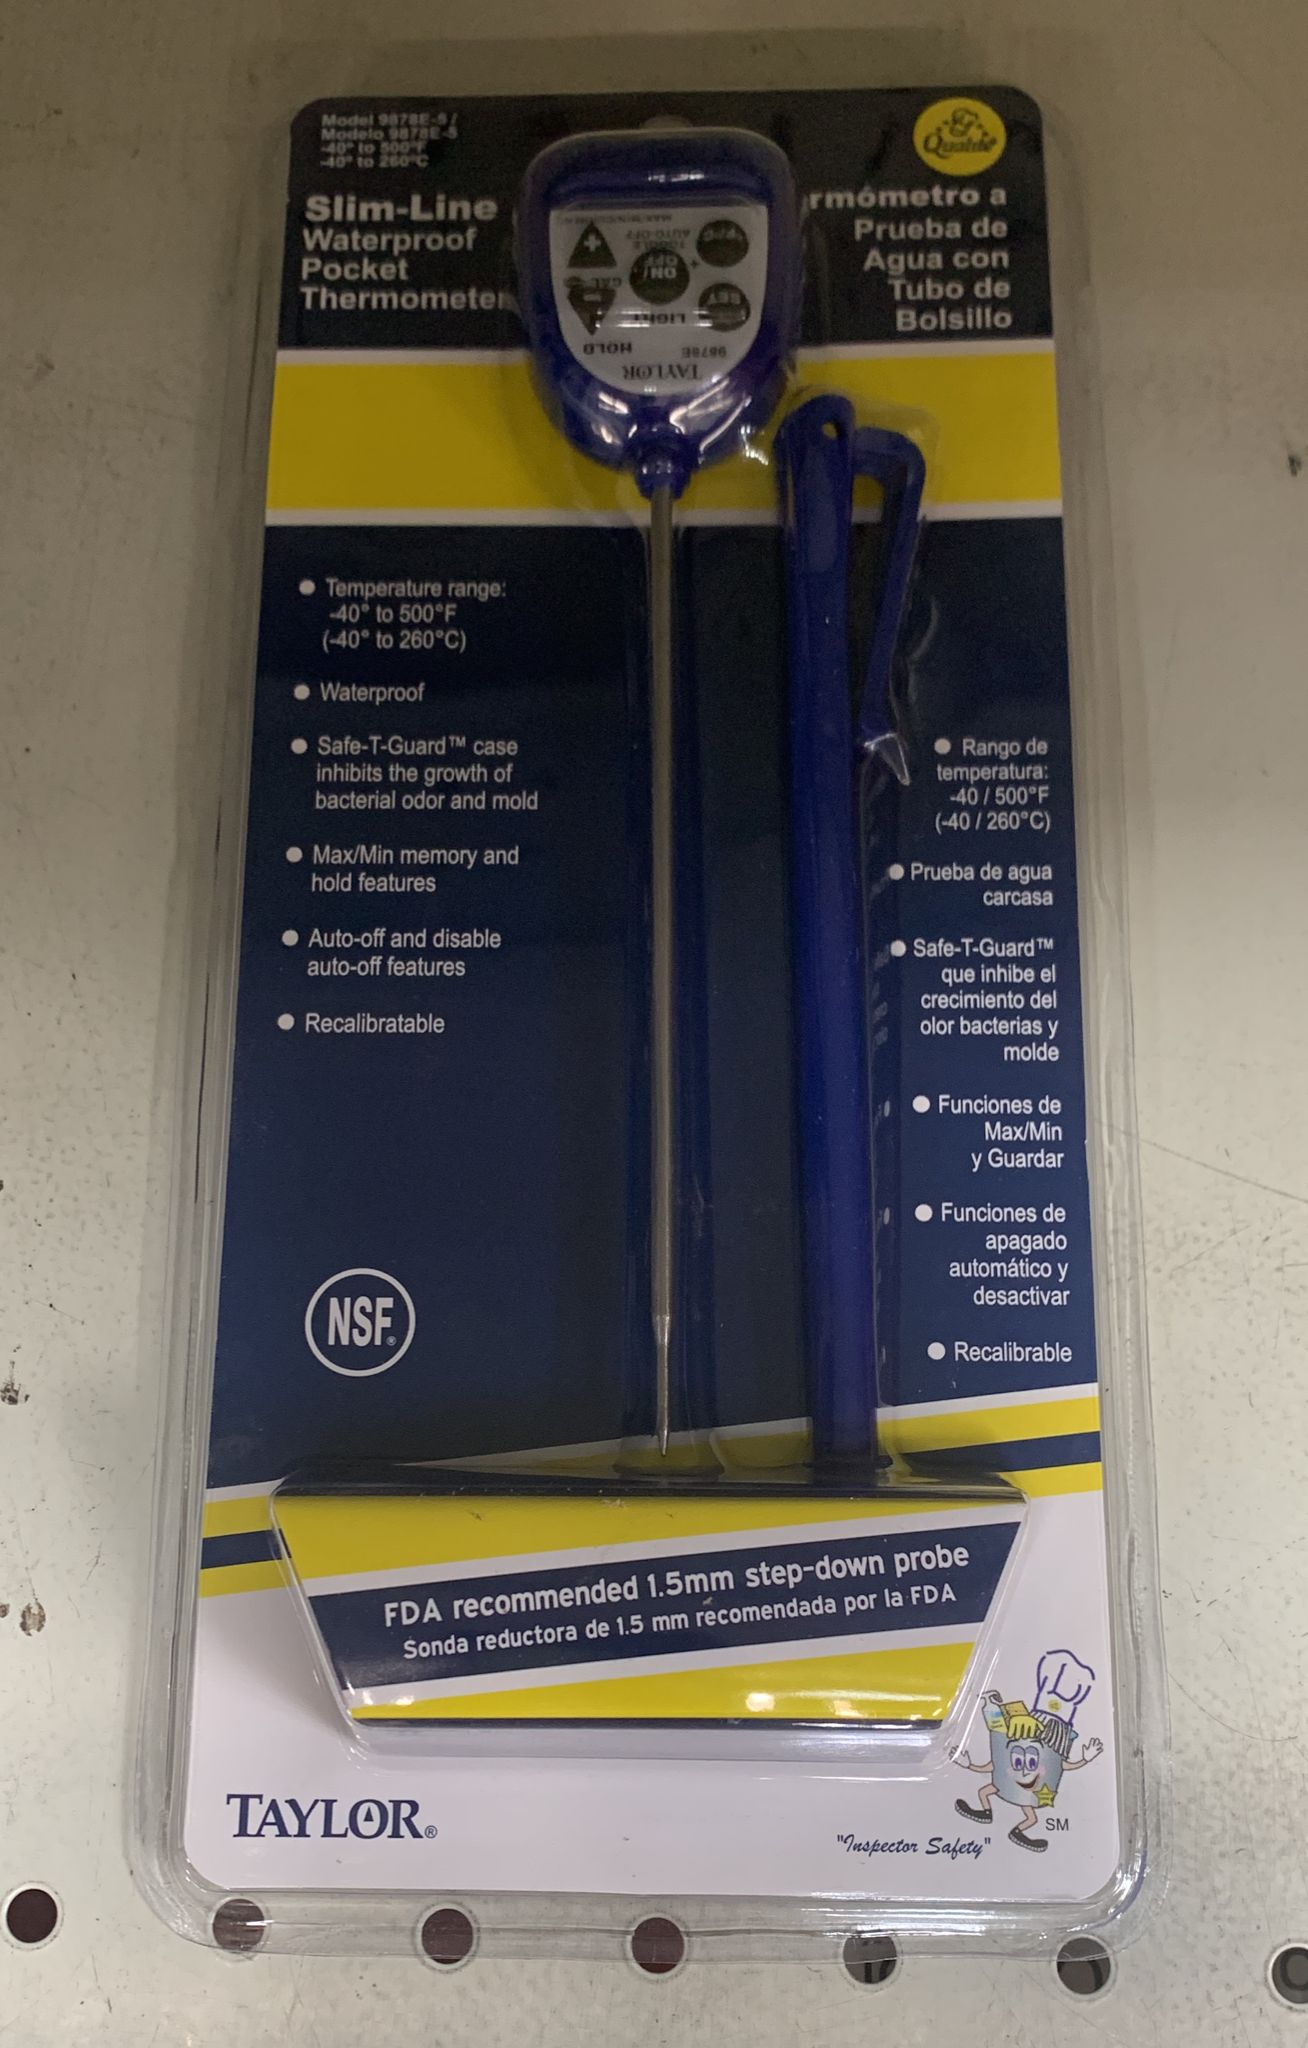 Model 9878E-5 /
Modelo 9878E-5
-40° to 500°F
-40° to 260°C
Slim-Line
Waterproof
Pocket
Thermometer
Qualité
rmómetro a
Prueba de
Agua con
Tubo de
Bolsillo
ON/
OFF
SET
CAL
LIGHT
HOLD
9878E
TAYLOR
Temperature range:
-40° to 500°F
(-40° to 260°C)
Waterproof
Safe-T-Guard™ case
inhibits the growth of
bacterial odor and mold
Max/Min memory and
hold features
Auto-off and disable
auto-off features
Recalibratable
NSF®
Rango de
temperatura:
-40 / 500°F
(-40 / 260°C)
Prueba de agua
carcasa
Safe-T-Guard™
que inhibe el
crecimiento del
olor bacterias y
molde
Funciones de
Max/Min
y Guardar
Funciones de
apagado
automático y
desactivar
Recalibrable
FDA recommended 1.5mm step-down probe
Sonda reductora de 1.5 mm recomendada por la FDA
TAYLOR®
SM
"Inspector Safety"